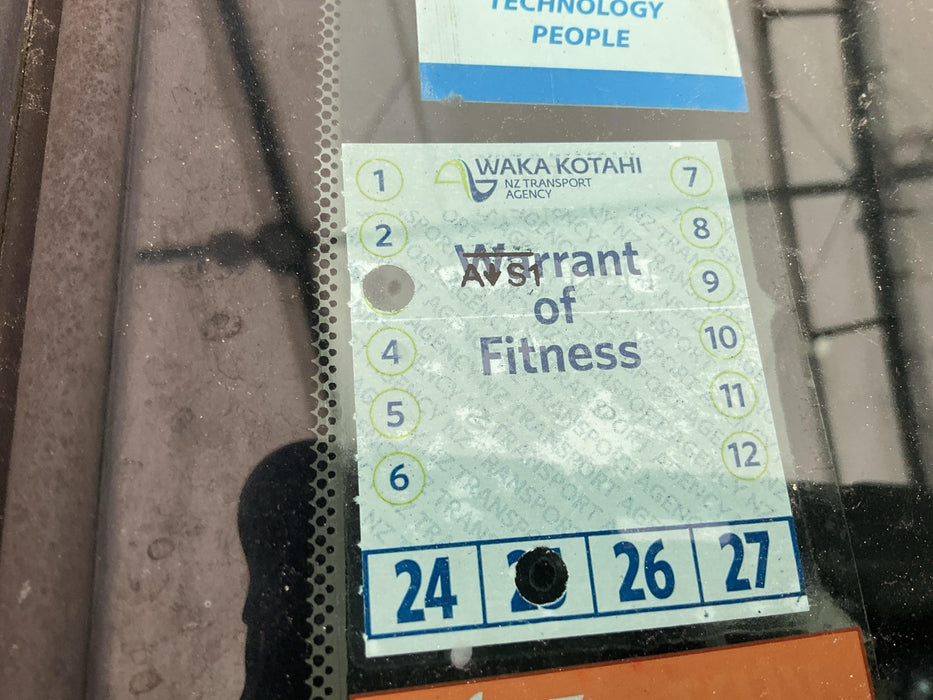 TECHNOLOGY
PEOPLE
WAKA KOTAHI
NZ TRANSPORT
AGENCY
1
2
4
5
6
7
8
9
10
11
12
Warrant
of
Fitness
24
26
27